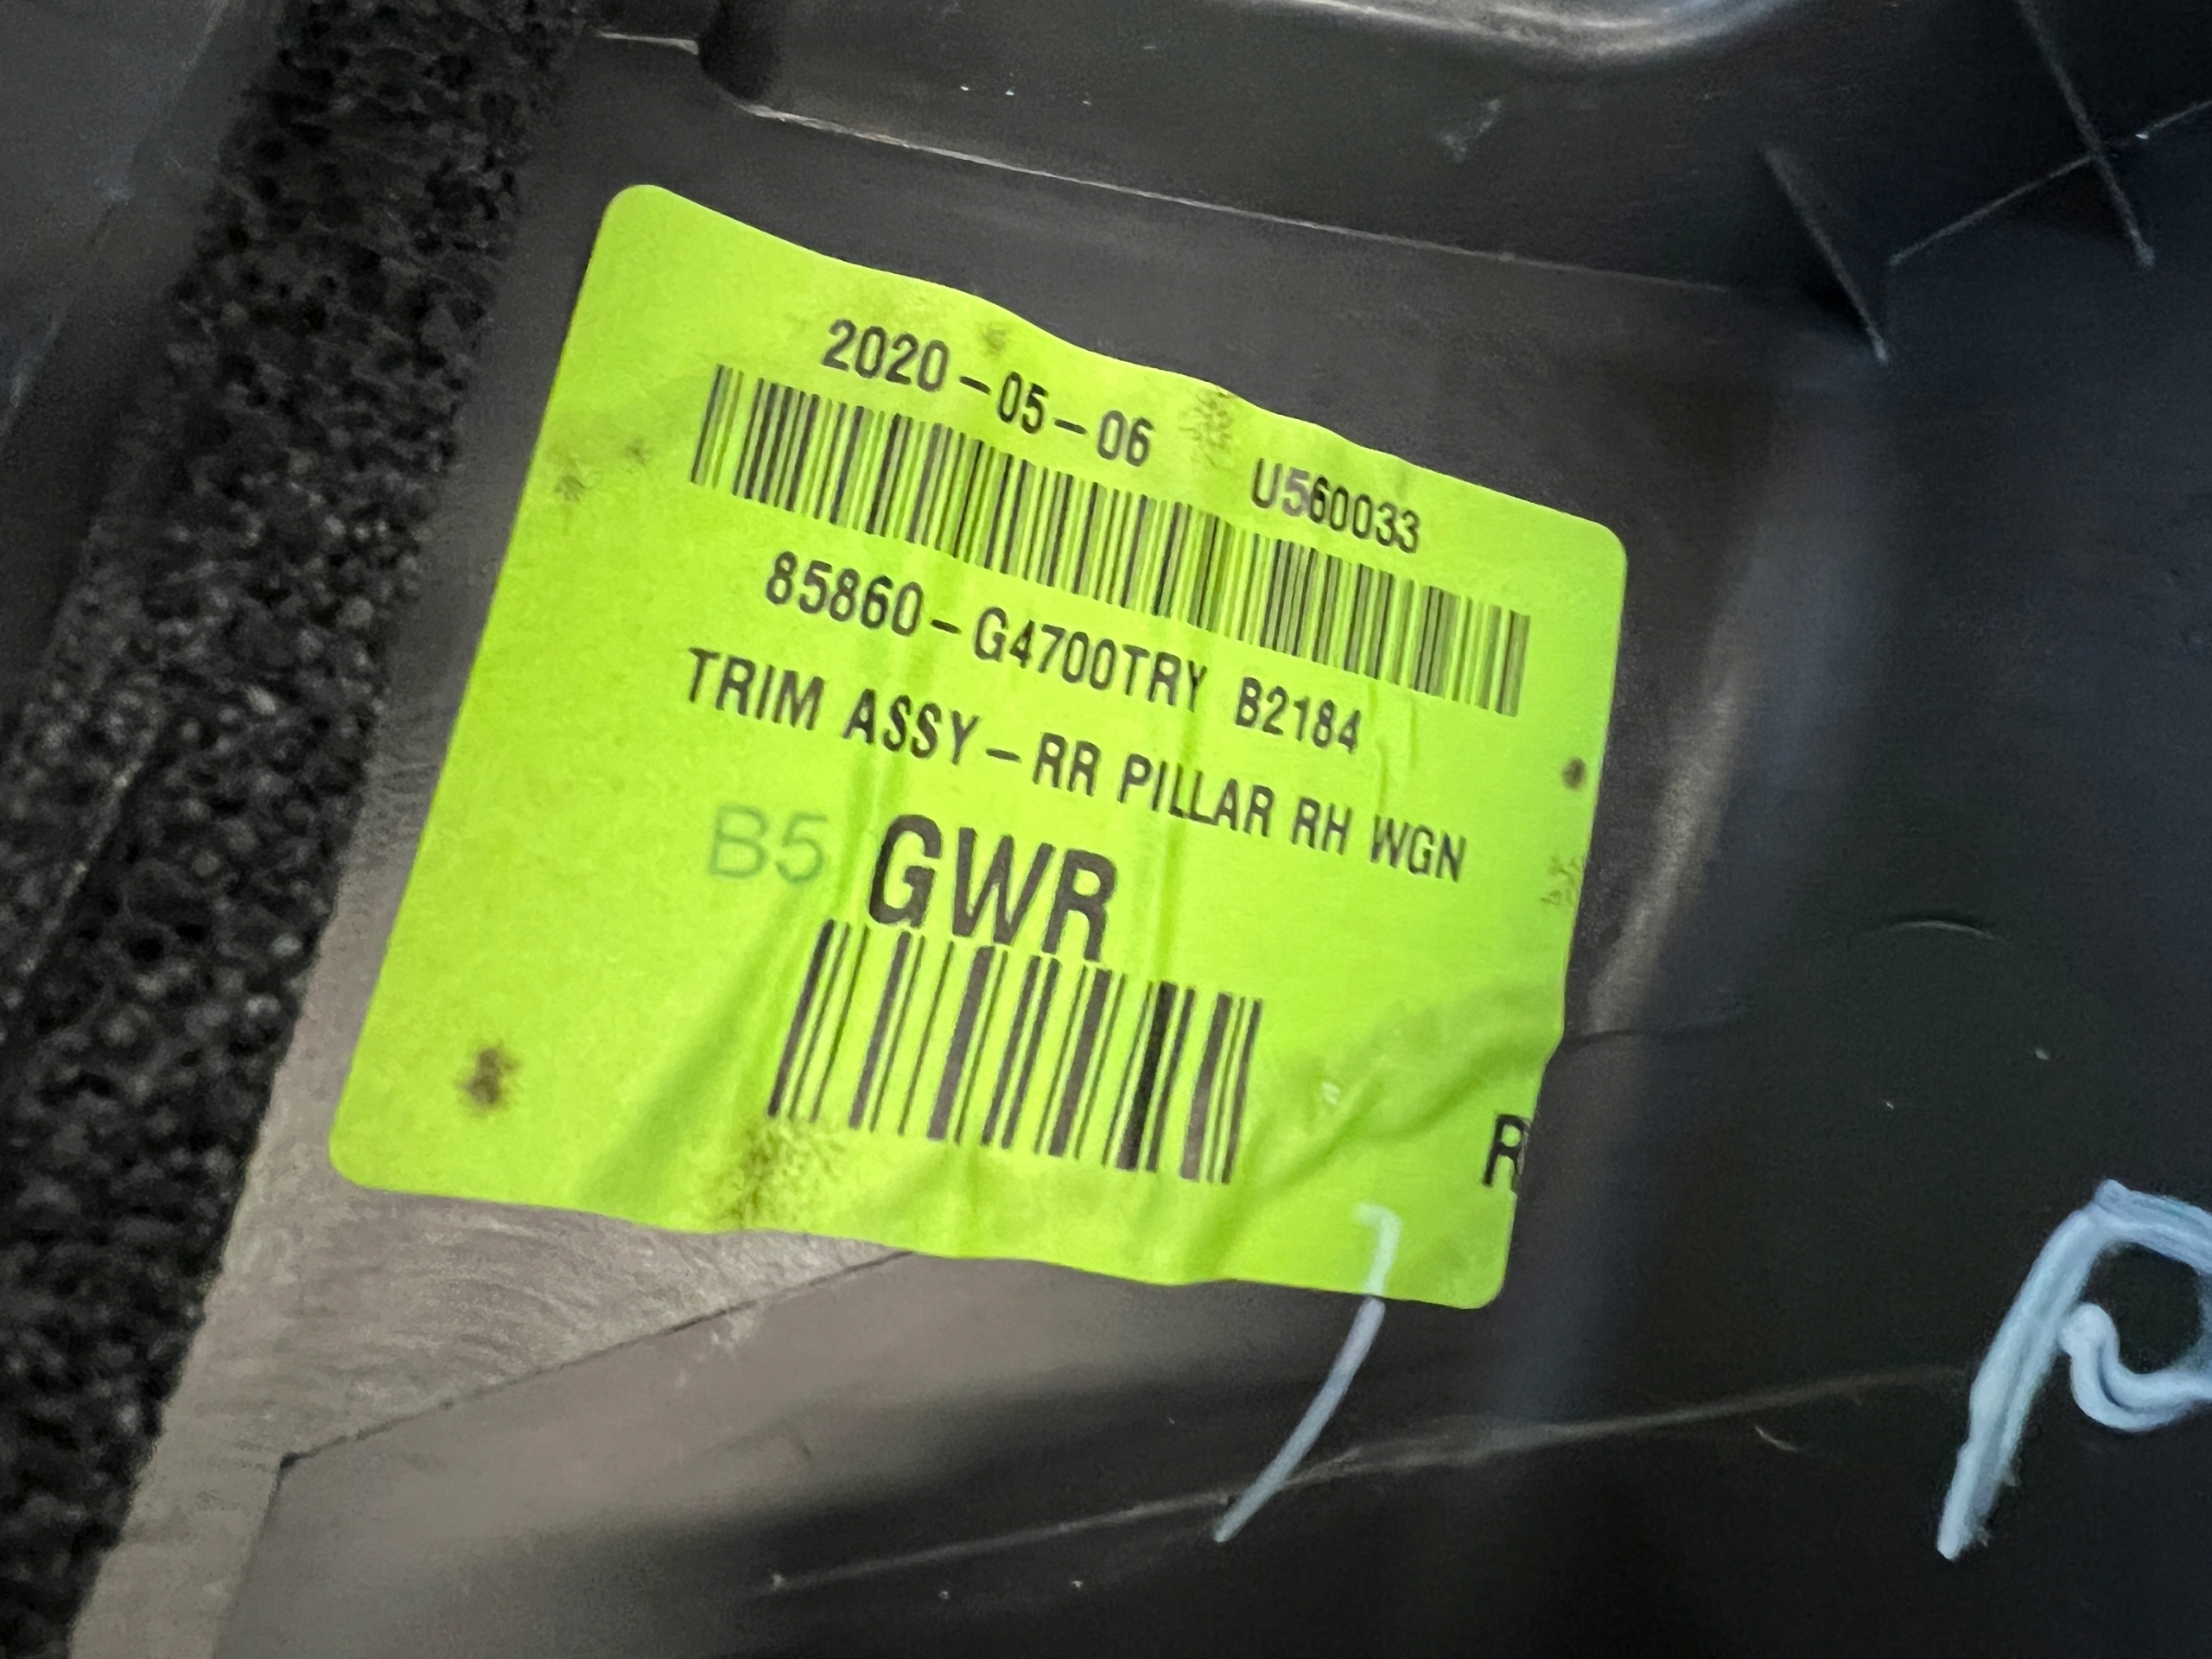 2020-05-06 U560033
85860-G4700TRY B2184
TRIM ASSY-RR PILLAR RH WGN
B5 GWR
R